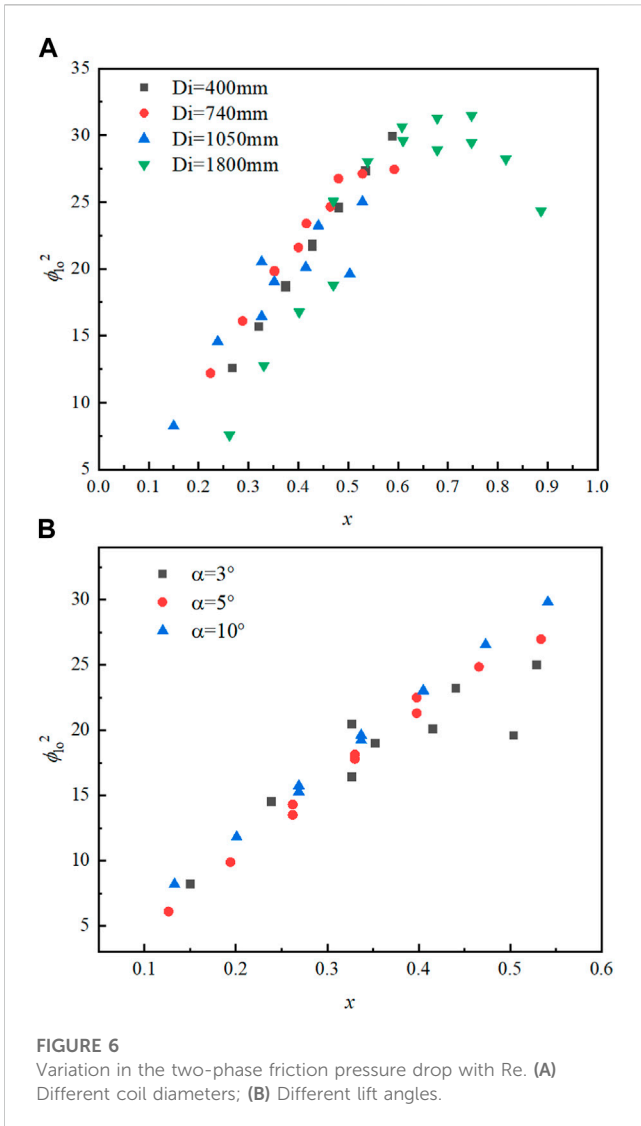 A
Di=400mm
Di=740mm
Di=1050mm
Di=1800mm
35
30
25
20
15
10
5
ϕlo²
0.0 0.1 0.2 0.3 0.4 0.5 0.6 0.7 0.8 0.9 1.0
x
B
α=3°
α=5°
α=10°
30
25
20
15
10
5
ϕlo²
0.1 0.2 0.3 0.4 0.5 0.6
x
FIGURE 6
Variation in the two-phase friction pressure drop with Re. (A)
Different coil diameters; (B) Different lift angles.